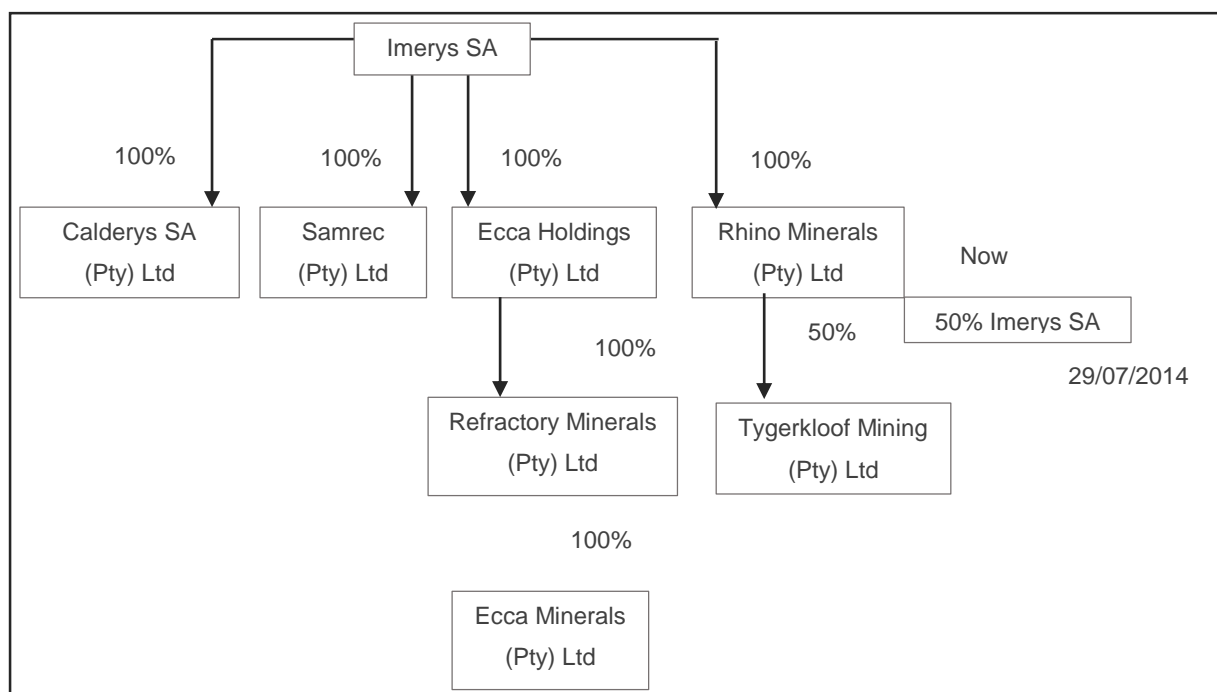 Imerys SA
100%
100%
100%
100%
Calderys SA
(Pty) Ltd
Samrec
(Pty) Ltd
Ecca Holdings
(Pty) Ltd
Rhino Minerals
(Pty) Ltd
Now
50% Imerys SA
100%
50%
29/07/2014
Refractory Minerals
(Pty) Ltd
Tygerkloof Mining
(Pty) Ltd
100%
Ecca Minerals
(Pty) Ltd